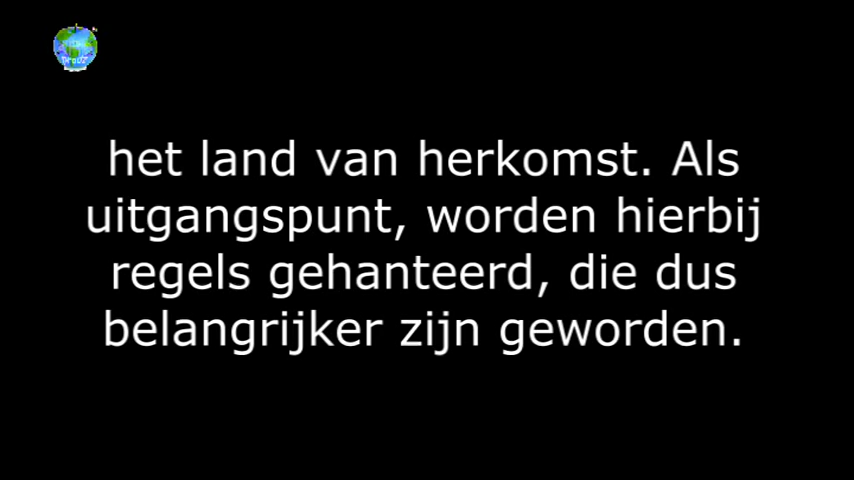 het land van herkomst. Als
uitgangspunt, worden hierbij
regels gehanteerd, die dus
belangrijker zijn geworden.